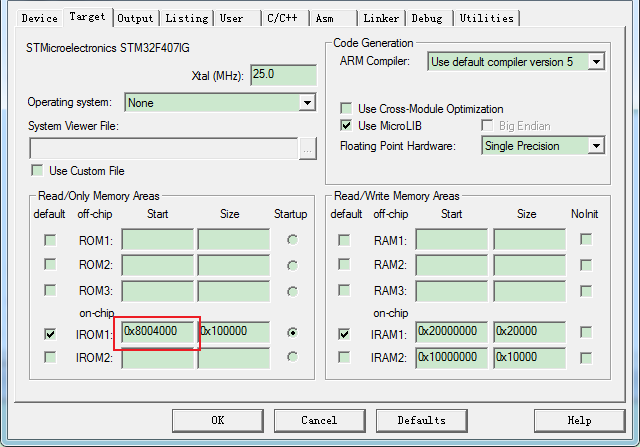 Device Target Output Listing User C/C++ Asm Linker Debug Utilities
STMicroelectronics STM32F407IG
Xtal (MHz): 25.0
Operating system: None
System Viewer File:
...
Use Custom File
Code Generation
ARM Compiler: Use default compiler version 5
Use Cross-Module Optimization
Use MicroLIB Big Endian
Floating Point Hardware: Single Precision
Read/Only Memory Areas
default off-chip Start Size Startup
ROM1:
ROM2:
ROM3:
on-chip
IROM1: 0x8004000 0x100000
IROM2:
Read/Write Memory Areas
default off-chip Start Size NoInit
RAM1:
RAM2:
RAM3:
on-chip
IRAM1: 0x20000000 0x20000
IRAM2: 0x10000000 0x10000
OK Cancel Defaults Help